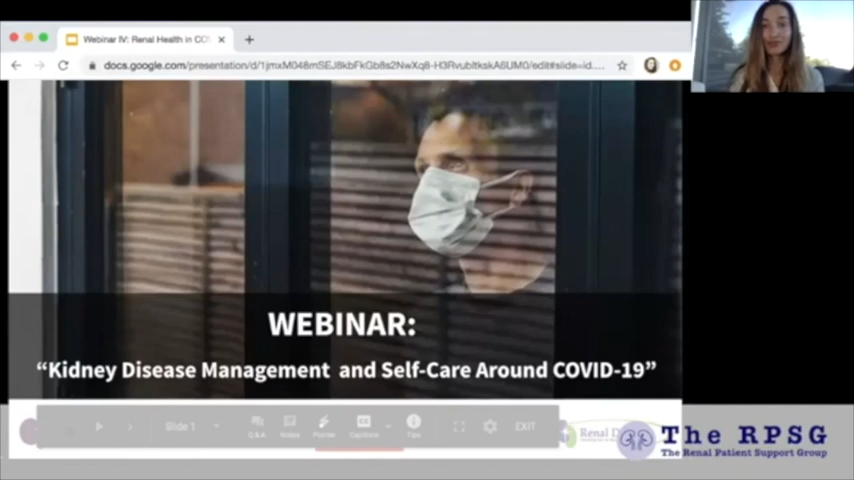 Webinar IV: Renal Health in CO
docs.google.com/presentation/d/1jmxM048mSEJ8kbFkGb8s2NwXq8-H3RvubltkskA6UM0/edit#slide=id....
WEBINAR:
“Kidney Disease Management and Self-Care Around COVID-19”
Slide 1
Q&A
Notes
Pointer
Captions
Tips
EXIT
Renal D
The RPSG
The Renal Patient Support Group